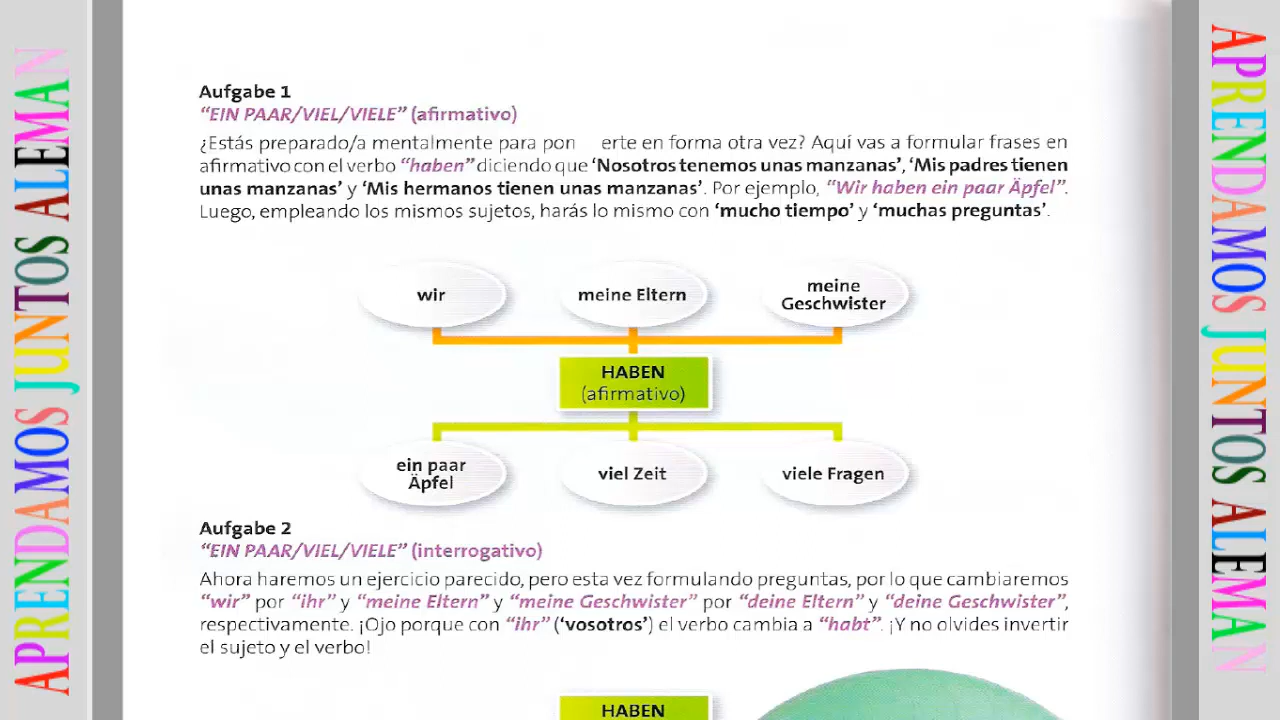 APRENDAMOS JUNTOS ALEMAN
Aufgabe 1
“EIN PAAR/VIEL/VIELE” (afirmativo)
¿Estás preparado/a mentalmente para pon erte en forma otra vez? Aquí vas a formular frases en
afirmativo con el verbo “haben” diciendo que ‘Nosotros tenemos unas manzanas’, ‘Mis padres tienen
unas manzanas’ y ‘Mis hermanos tienen unas manzanas’. Por ejemplo, “Wir haben ein paar Äpfel”.
Luego, empleando los mismos sujetos, harás lo mismo con ‘mucho tiempo’ y ‘muchas preguntas’.
wir
meine Eltern
meine
Geschwister
HABEN
(afirmativo)
ein paar
Äpfel
viel Zeit
viele Fragen
Aufgabe 2
“EIN PAAR/VIEL/VIELE” (interrogativo)
Ahora haremos un ejercicio parecido, pero esta vez formulando preguntas, por lo que cambiaremos
“wir” por “ihr” y “meine Eltern” y “meine Geschwister” por “deine Eltern” y “deine Geschwister”,
respectivamente. ¡Ojo porque con “ihr” (‘vosotros’) el verbo cambia a “habt”. ¡Y no olvides invertir
el sujeto y el verbo!
HABEN
APRENDAMOS JUNTOS ALEMAN